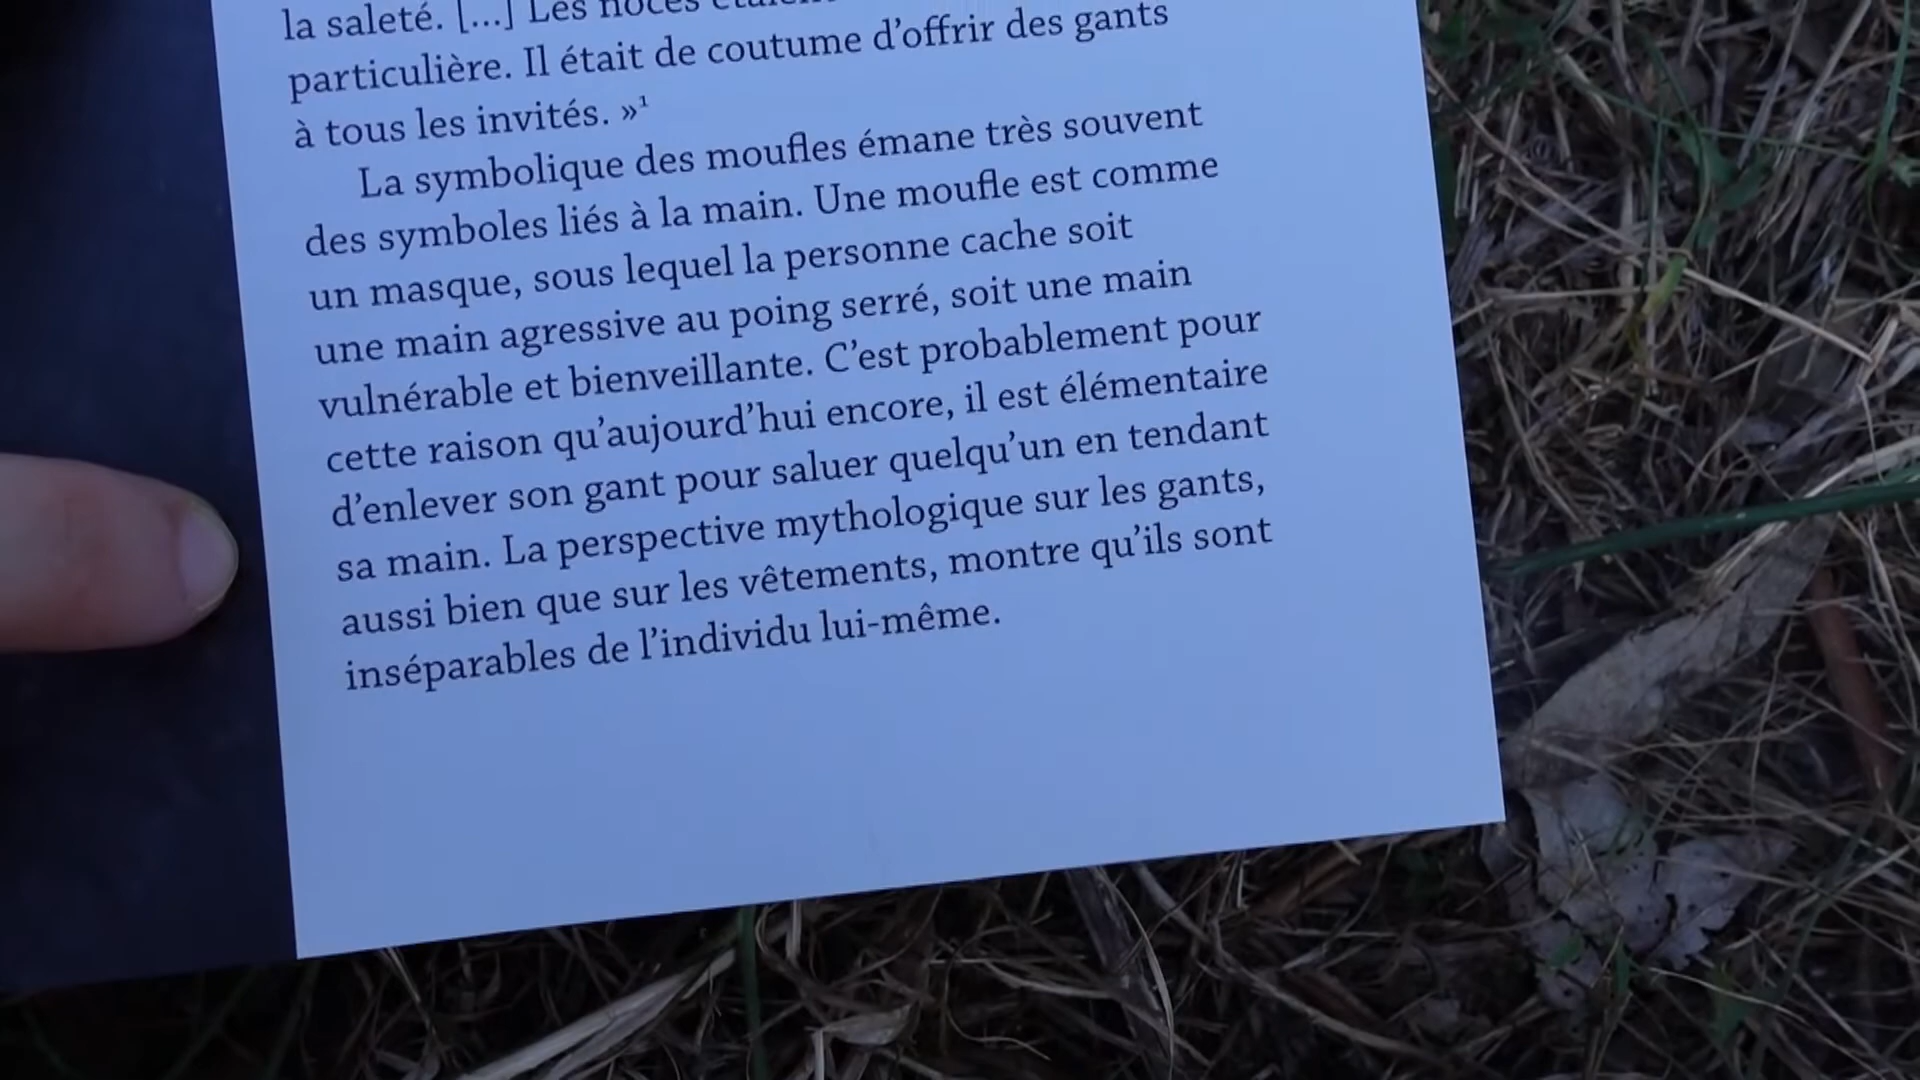 la saleté. [...] Les noces étaient
particulière. Il était de coutume d'offrir des gants
à tous les invités. »¹
La symbolique des moufles émane très souvent
des symboles liés à la main. Une moufle est comme
un masque, sous lequel la personne cache soit
une main agressive au poing serré, soit une main
vulnérable et bienveillante. C'est probablement pour
cette raison qu'aujourd'hui encore, il est élémentaire
d'enlever son gant pour saluer quelqu'un en tendant
sa main. La perspective mythologique sur les gants,
aussi bien que sur les vêtements, montre qu'ils sont
inséparables de l'individu lui-même.